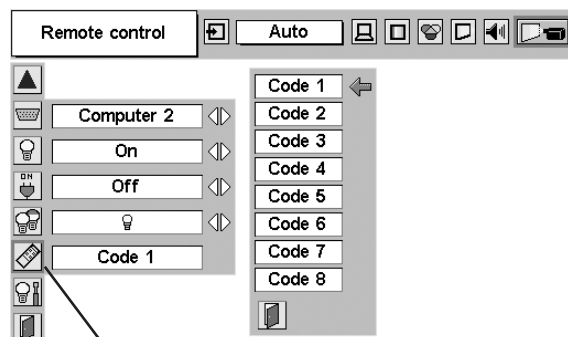 Remote control
Auto
Computer 2
On
ON
Off
Code 1
Code 1
Code 2
Code 3
Code 4
Code 5
Code 6
Code 7
Code 8